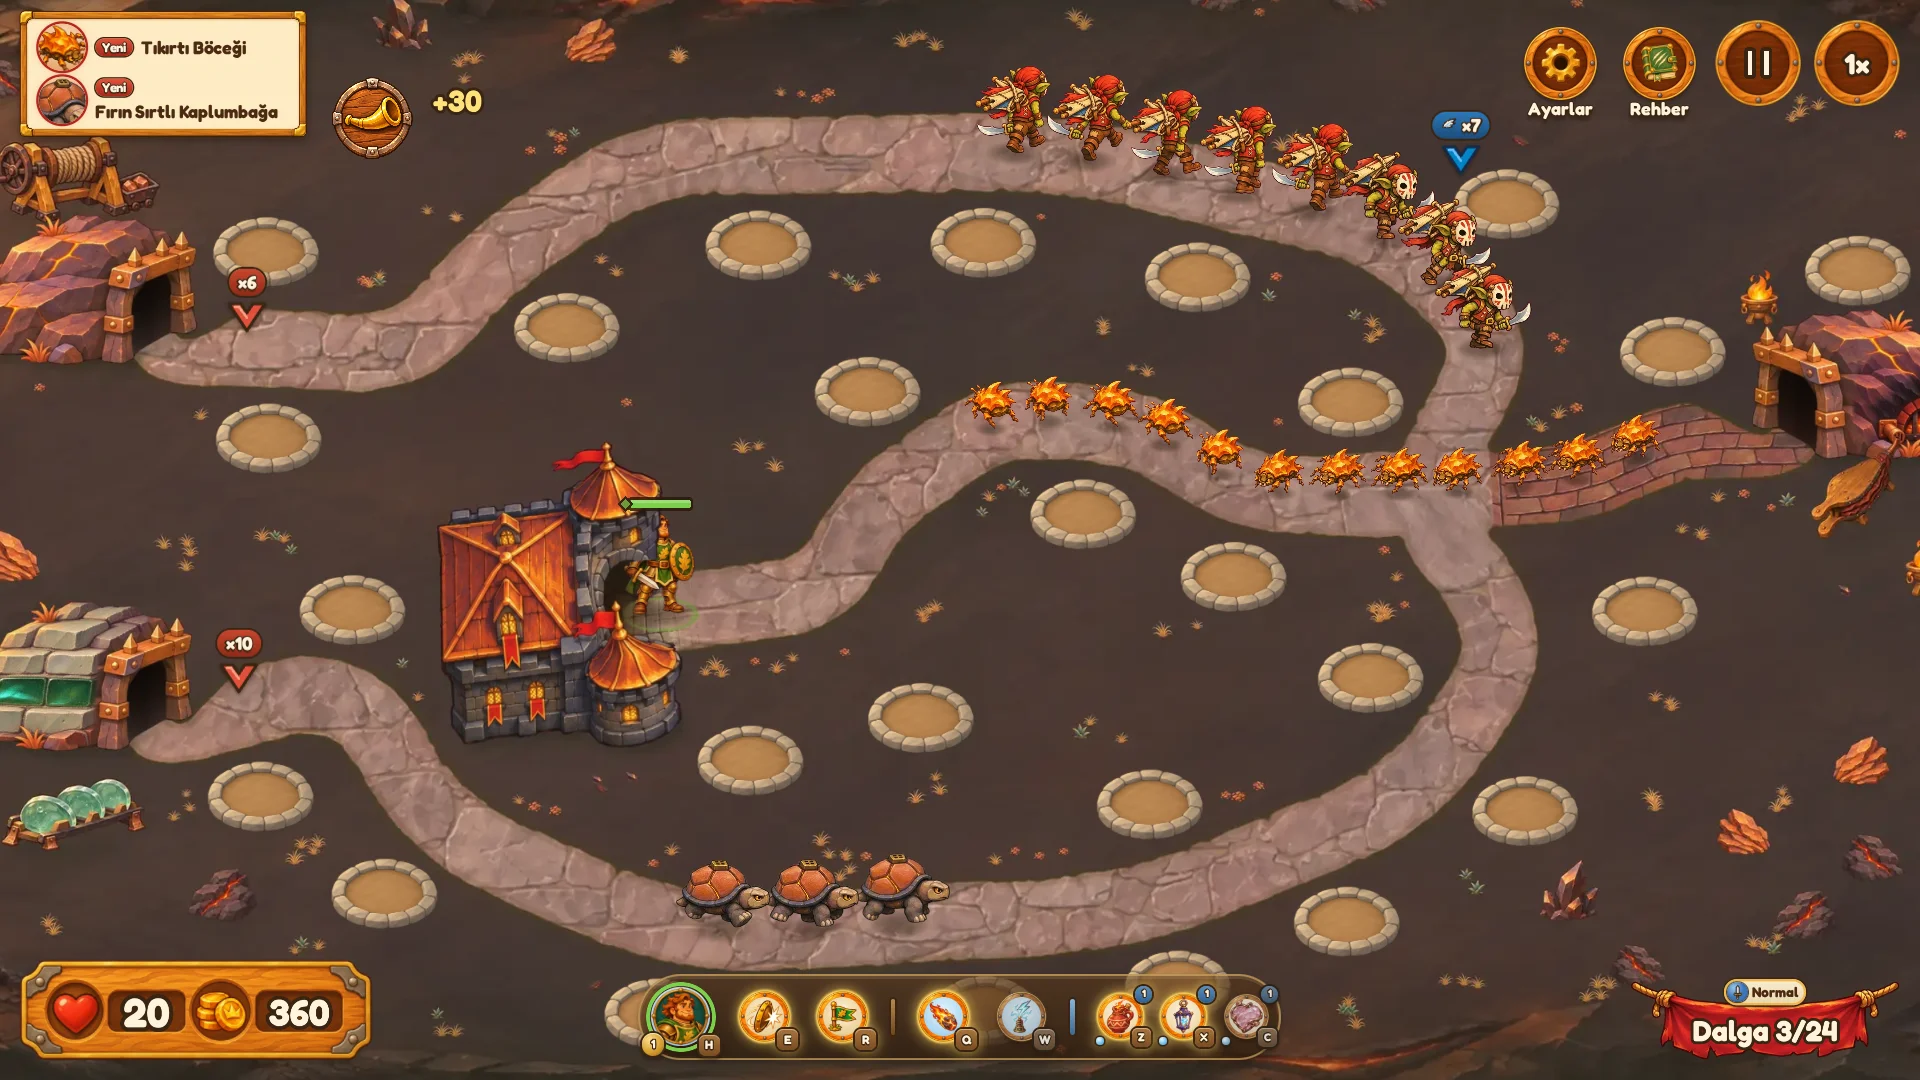 Yeni Tıkırtı Böceği
Yeni
Fırın Sırtlı Kaplumbağa
+30
Ayarlar
Rehber
1x
x7
x6
x10
20
360
1
H
E
R
Q
W
1
Z
1
X
1
C
Normal
Dalga 3/24